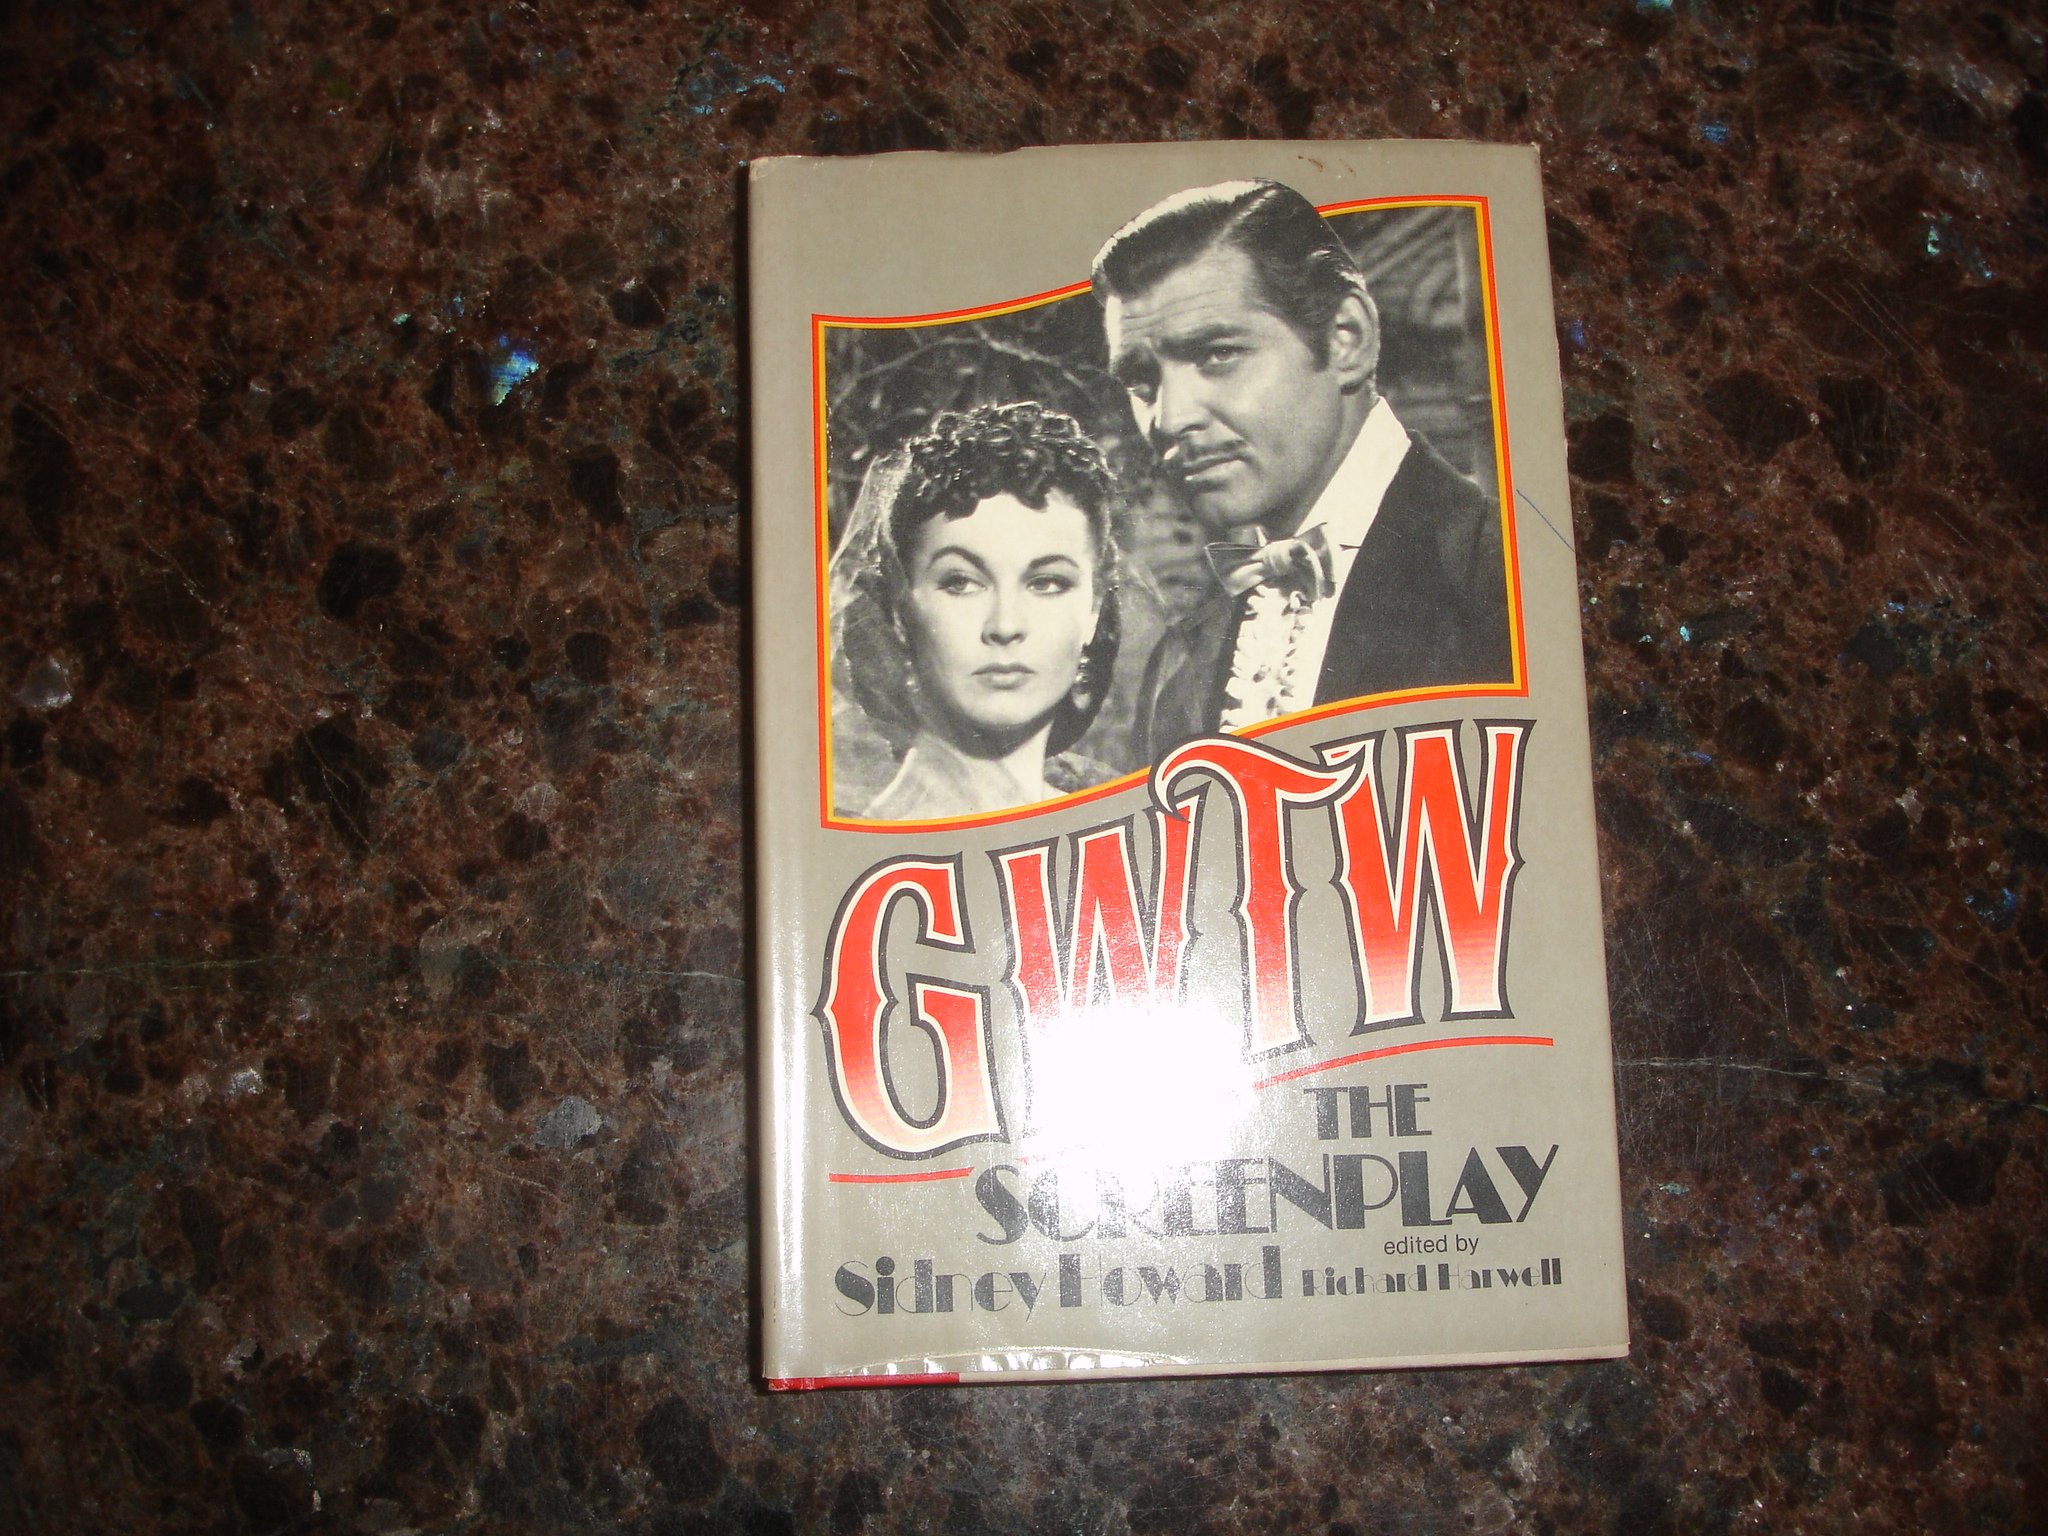 GWTW
THE
SCREENPLAY
edited by
Sidney Howard Richard Harwell